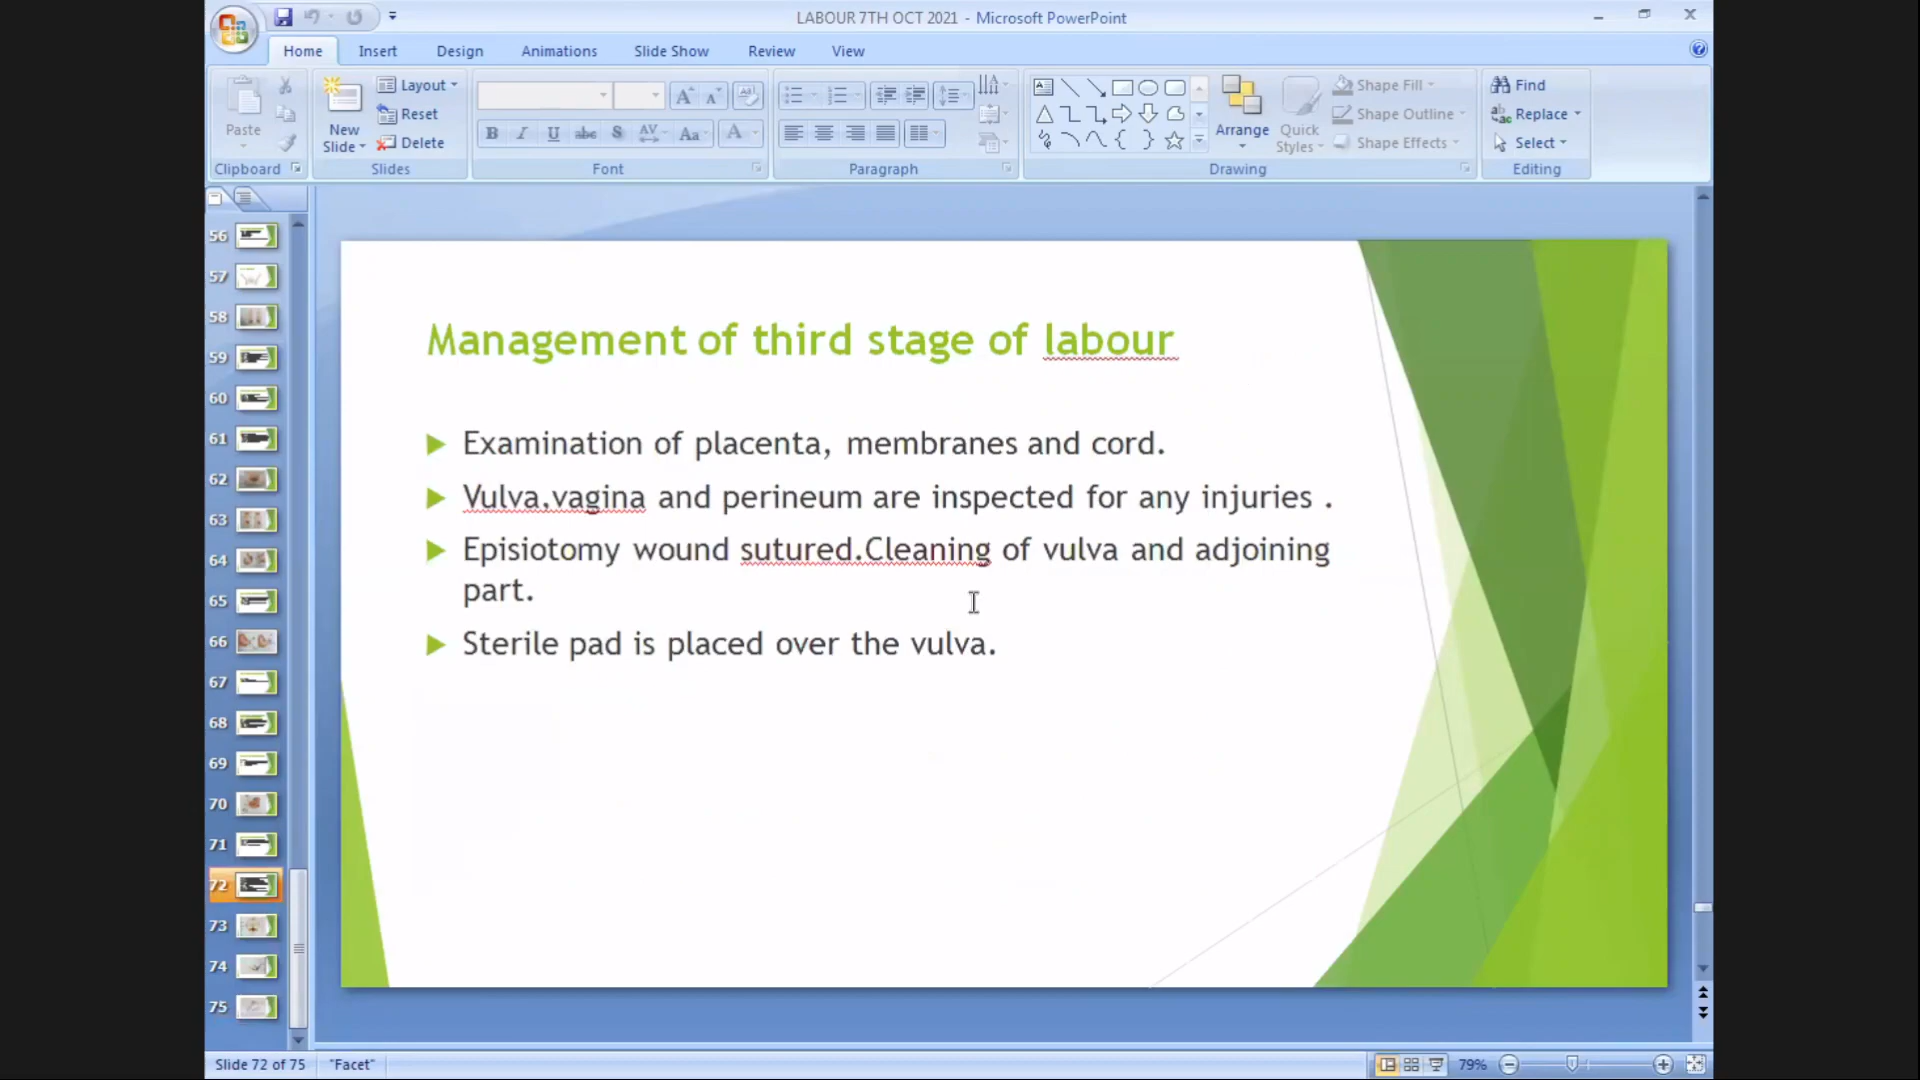 LABOUR 7TH OCT 2021 - Microsoft PowerPoint
Home Insert Design Animations Slide Show Review View
Paste
Clipboard
New Slide
Layout
Reset
Delete
Slides
B I U abc S AV Aa A
Font
Paragraph
Arrange
Quick Styles
Shape Fill
Shape Outline
Shape Effects
Drawing
Find
Replace
Select
Editing
56
57
58
59
60
61
62
63
64
65
66
67
68
69
70
71
72
73
74
75
Management of third stage of labour
Examination of placenta, membranes and cord.
Vulva,vagina and perineum are inspected for any injuries .
Episiotomy wound sutured.Cleaning of vulva and adjoining
part.
Sterile pad is placed over the vulva.
Slide 72 of 75 "Facet" 79%